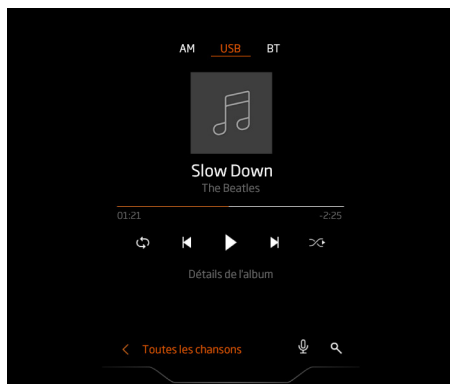 AM USB BT
Slow Down
The Beatles
01:21 -2:25
Détails de l'album
Toutes les chansons